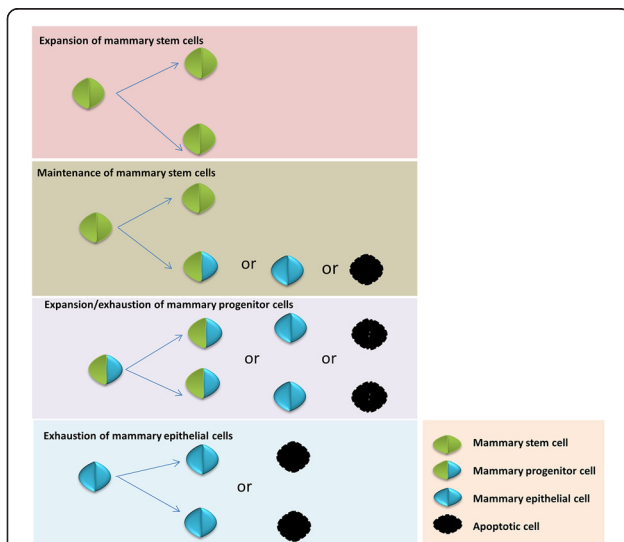 Expansion of mammary stem cells
Maintenance of mammary stem cells
or
or
Expansion/exhaustion of mammary progenitor cells
or
or
Exhaustion of mammary epithelial cells
or
Mammary stem cell
Mammary progenitor cell
Mammary epithelial cell
Apoptotic cell